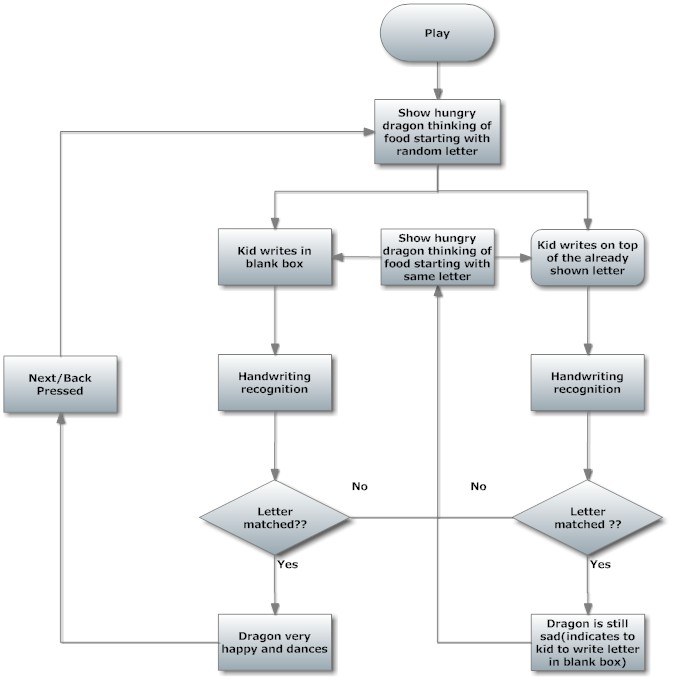 Play
Show hungry
dragon thinking of
food starting with
random letter
Kid writes in
blank box
Show hungry
dragon thinking of
food starting with
same letter
Kid writes on top
of the already
shown letter
Next/Back
Pressed
Handwriting
recognition
Handwriting
recognition
No
No
Letter
matched??
Letter
matched ??
Yes
Yes
Dragon very
happy and dances
Dragon is still
sad(indicates to
kid to write letter
in blank box)